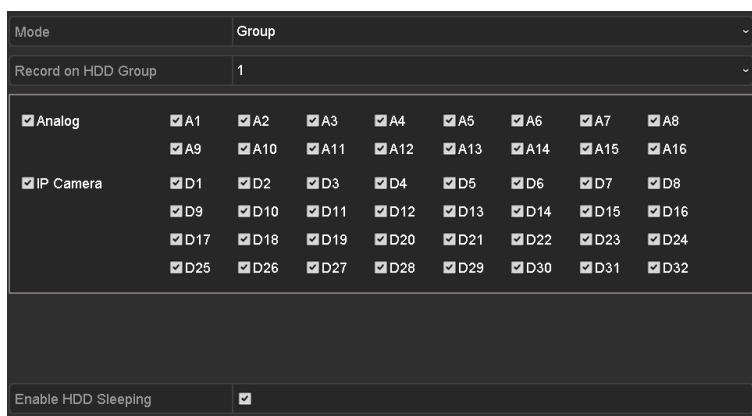 Mode Group
Record on HDD Group 1
Analog A1 A2 A3 A4 A5 A6 A7 A8
A9 A10 A11 A12 A13 A14 A15 A16
IP Camera D1 D2 D3 D4 D5 D6 D7 D8
D9 D10 D11 D12 D13 D14 D15 D16
D17 D18 D19 D20 D21 D22 D23 D24
D25 D26 D27 D28 D29 D30 D31 D32
Enable HDD Sleeping